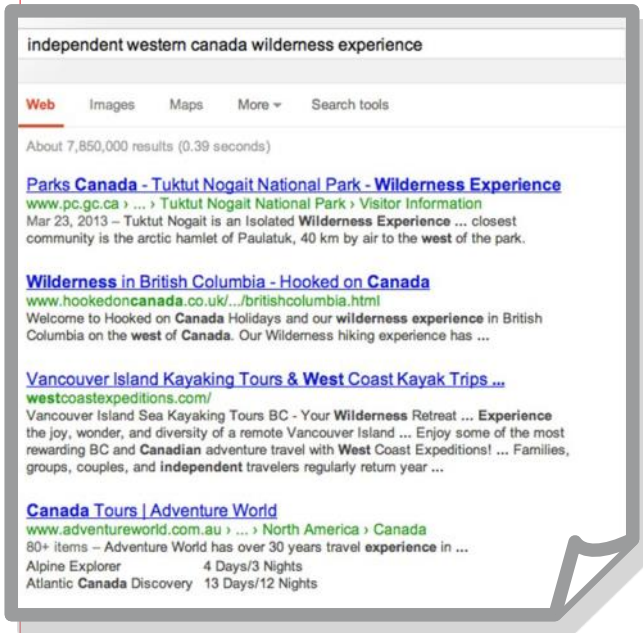 independent western canada wilderness experience
Web Images Maps More Search tools
About 7,850,000 results (0.39 seconds)
Parks Canada - Tuktut Nogait National Park - Wilderness Experience
www.pc.gc.ca › ... › Tuktut Nogait National Park › Visitor Information
Mar 23, 2013 – Tuktut Nogait is an Isolated Wilderness Experience ... closest
community is the arctic hamlet of Paulatuk, 40 km by air to the west of the park.
Wilderness in British Columbia - Hooked on Canada
www.hookedoncanada.co.uk/.../britishcolumbia.html
Welcome to Hooked on Canada Holidays and our wilderness experience in British
Columbia on the west of Canada. Our Wilderness hiking experience has ...
Vancouver Island Kayaking Tours & West Coast Kayak Trips ...
westcoastexpeditions.com/
Vancouver Island Sea Kayaking Tours BC - Your Wilderness Retreat ... Experience
the joy, wonder, and diversity of a remote Vancouver Island ... Enjoy some of the most
rewarding BC and Canadian adventure travel with West Coast Expeditions! ... Families,
groups, couples, and independent travelers regularly return year ...
Canada Tours | Adventure World
www.adventureworld.com.au › ... › North America › Canada
80+ items – Adventure World has over 30 years travel experience in ...
Alpine Explorer 4 Days/3 Nights
Atlantic Canada Discovery 13 Days/12 Nights